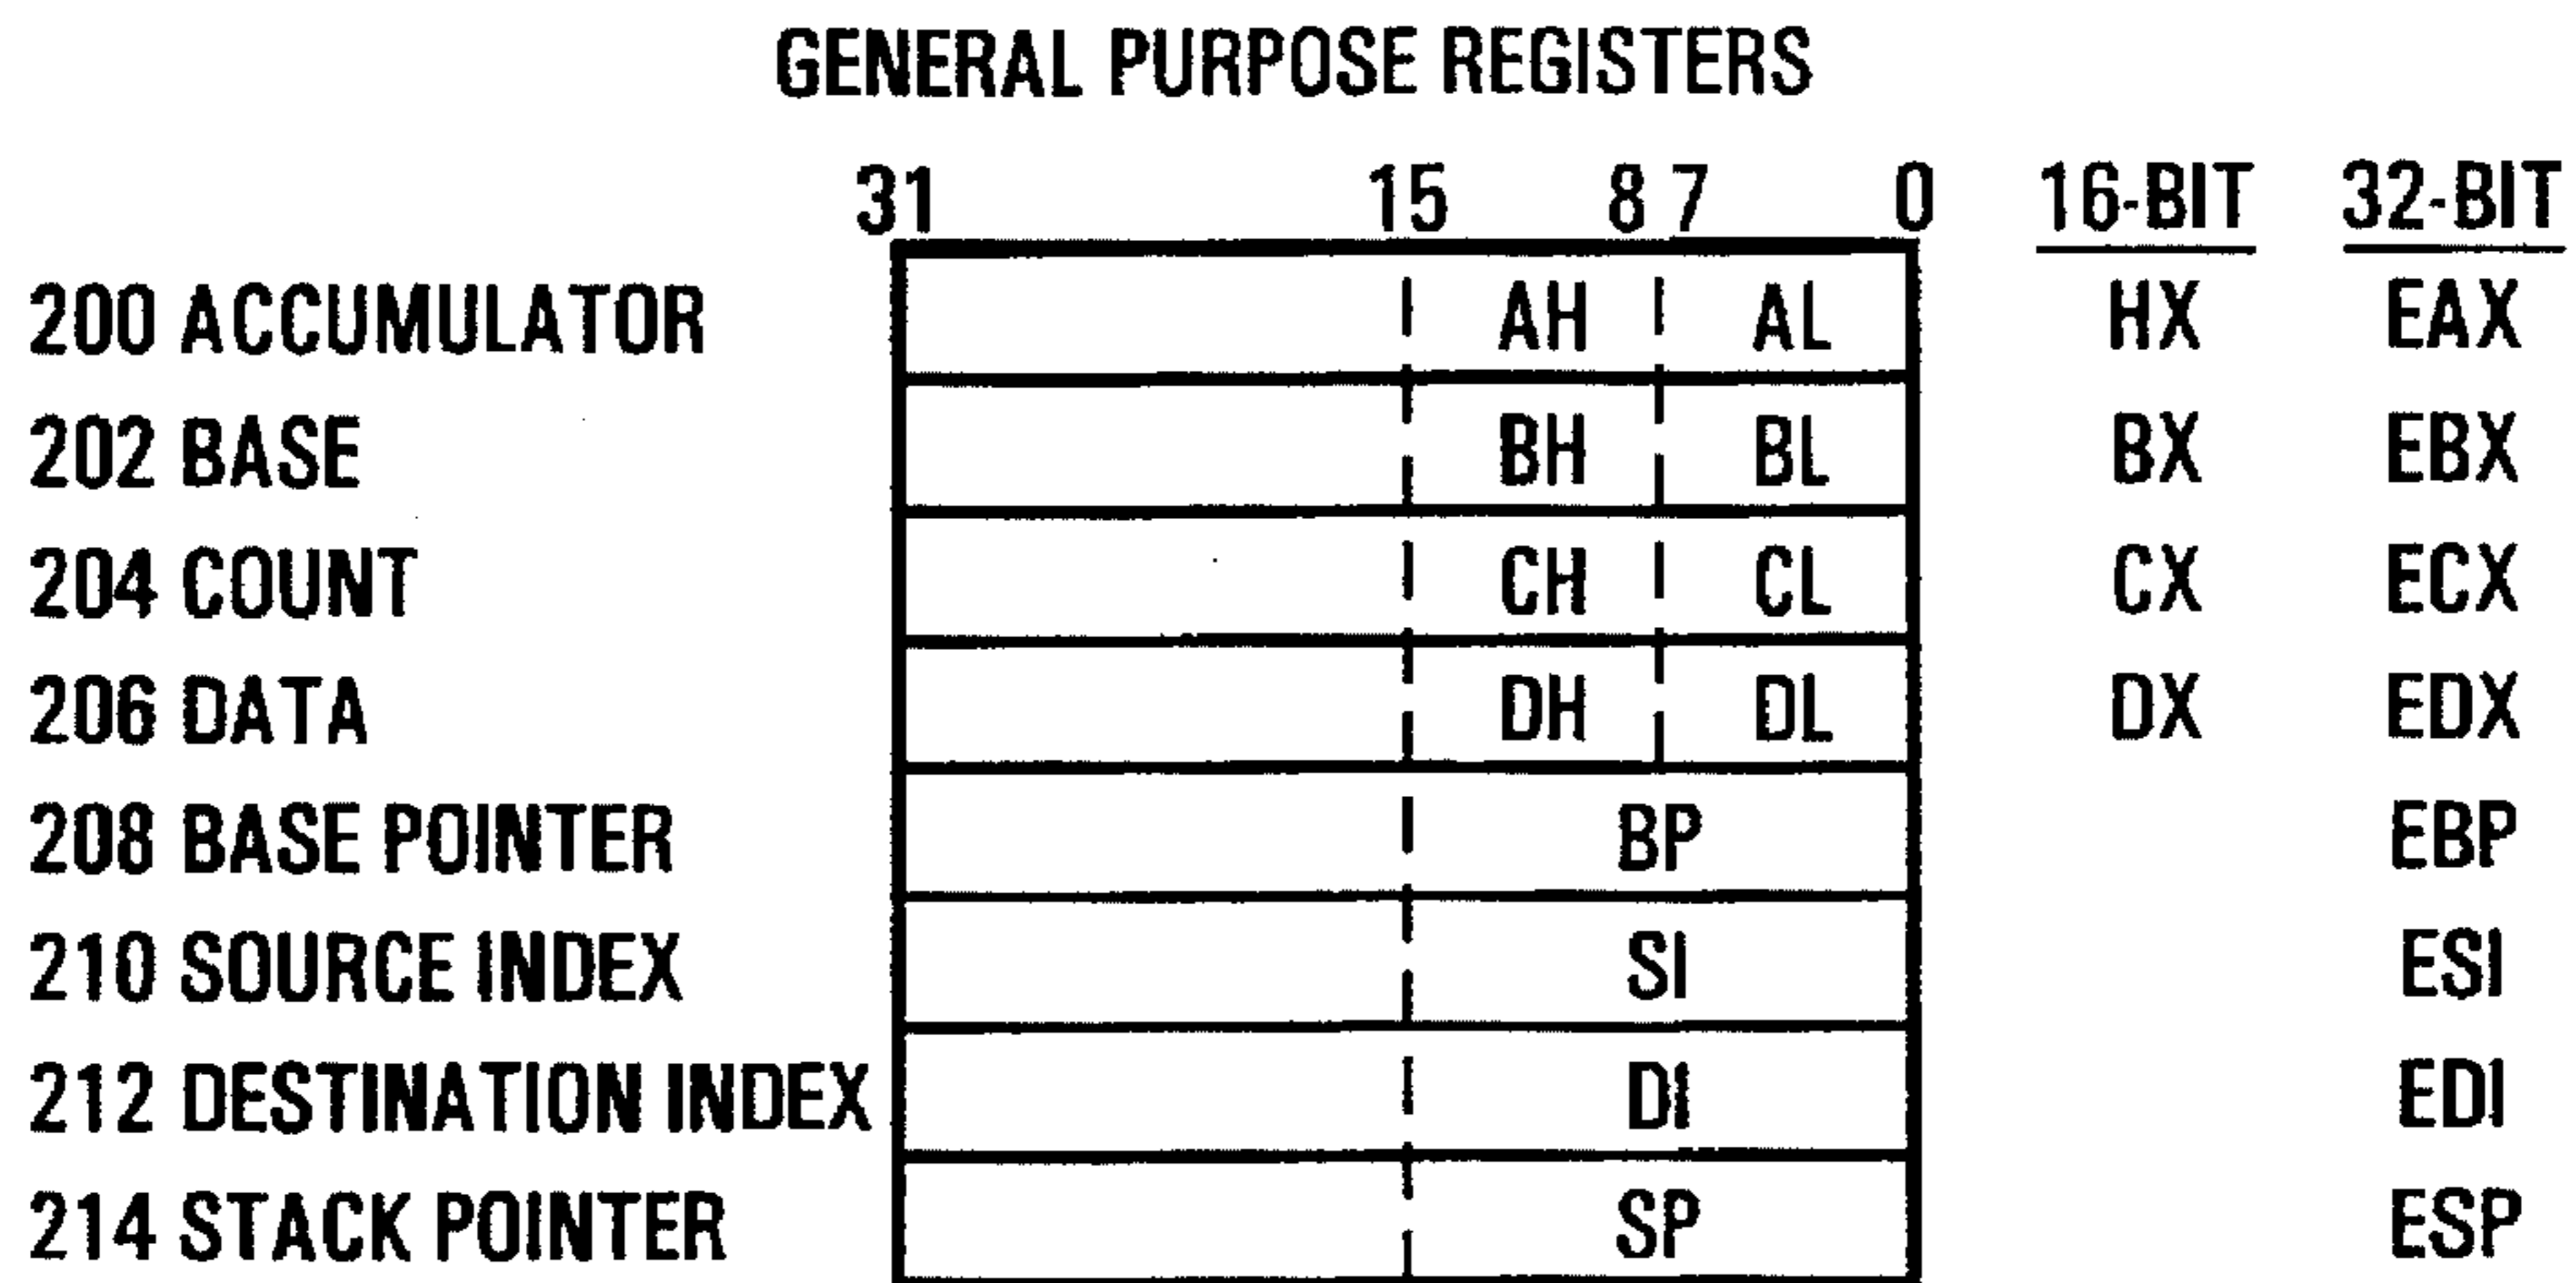 GENERAL PURPOSE REGISTERS
31 15 8 7 0 16-BIT 32-BIT
200 ACCUMULATOR AH AL HX EAX
202 BASE BH BL BX EBX
204 COUNT CH CL CX ECX
206 DATA DH DL DX EDX
208 BASE POINTER BP EBP
210 SOURCE INDEX SI ESI
212 DESTINATION INDEX DI EDI
214 STACK POINTER SP ESP